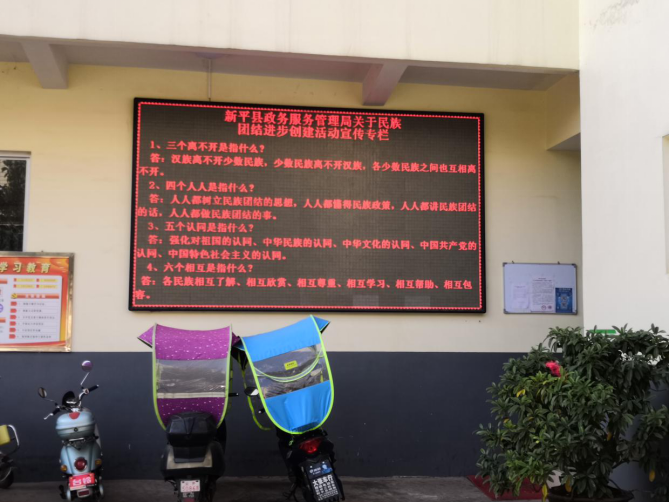 新平县政务服务管理局关于民族
团结进步创建活动宣传专栏
1、三个离不开是指什么？
答：汉族离不开少数民族，少数民族离不开汉族，各少数民族之间也互相离
不开。
2、四个人人是指什么？
答：人人都树立民族团结的思想，人人都懂得民族政策，人人都讲民族团结
的话，人人都做民族团结的事。
3、五个认同是指什么？
答：强化对祖国的认同、中华民族的认同、中华文化的认同、中国共产党的
认同、中国特色社会主义的认同。
4、六个相互是指什么？
答：各民族相互了解、相互欣赏、相互尊重、相互学习、相互帮助、相互包
容。
学习教育